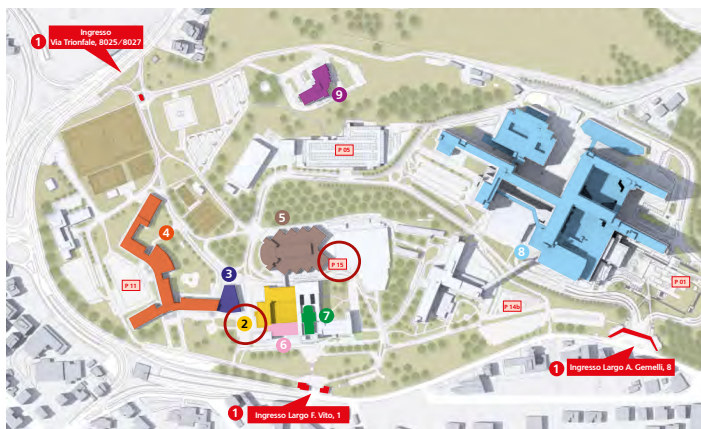 1
Ingresso
Via Trionfale, 8025/8027
9
P 05
5
4
P 15
8
3
P 11
P 01
2
7
P 14b
6
1
Ingresso Largo A. Gemelli, 8
1
Ingresso Largo F. Vito, 1